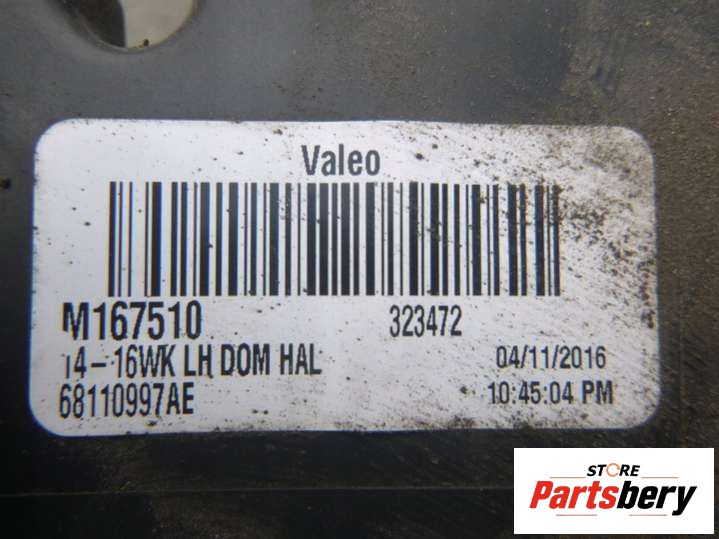 Valeo
M167510 323472
14-16WK LH DOM HAL 04/11/2016
68110997AE 10:45:04 PM
STORE
Partsbery